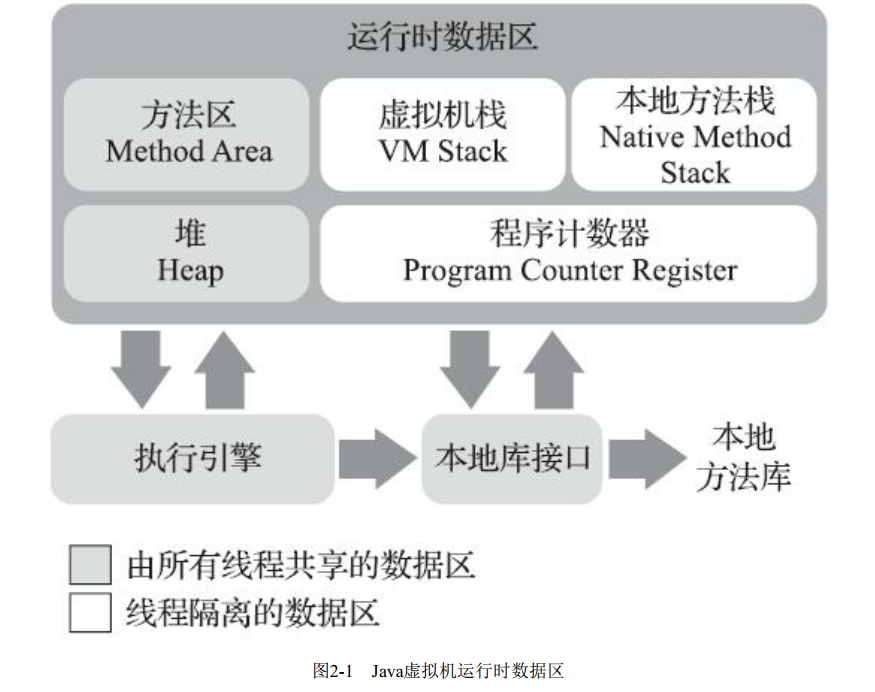 运行时数据区
方法区
Method Area
虚拟机栈
VM Stack
本地方法栈
Native Method
Stack
堆
Heap
程序计数器
Program Counter Register
执行引擎
本地库接口
本地
方法库
由所有线程共享的数据区
线程隔离的数据区
图2-1 Java虚拟机运行时数据区